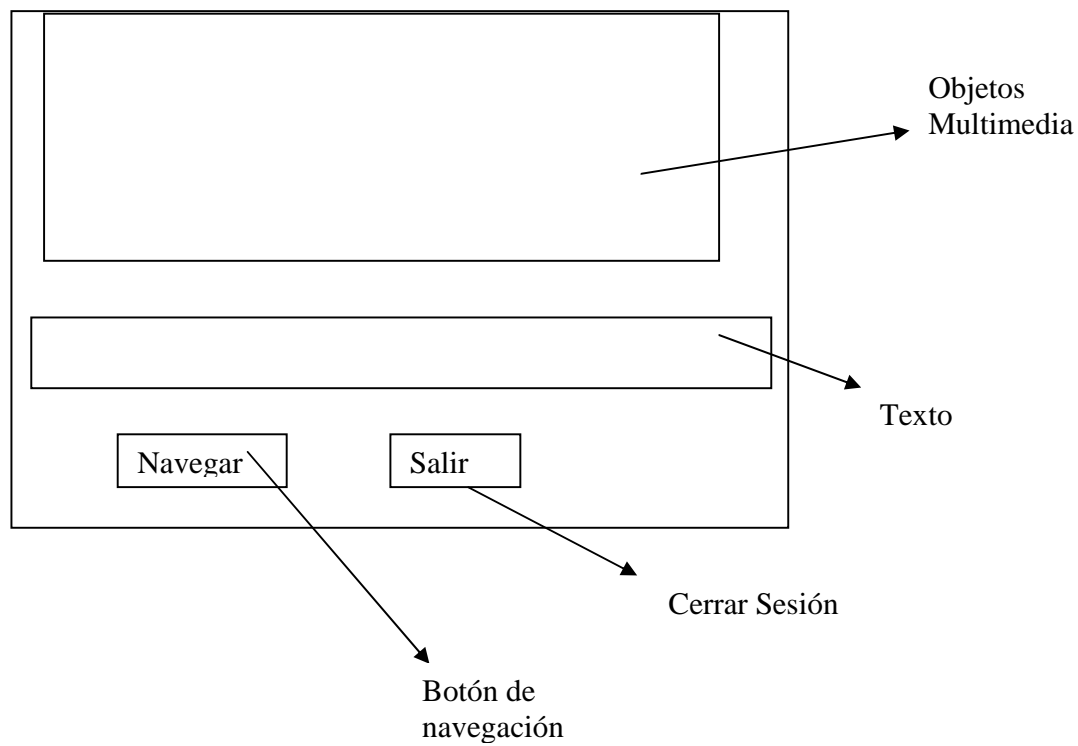 Objetos
Multimedia
Texto
Navegar
Salir
Cerrar Sesión
Botón de
navegación